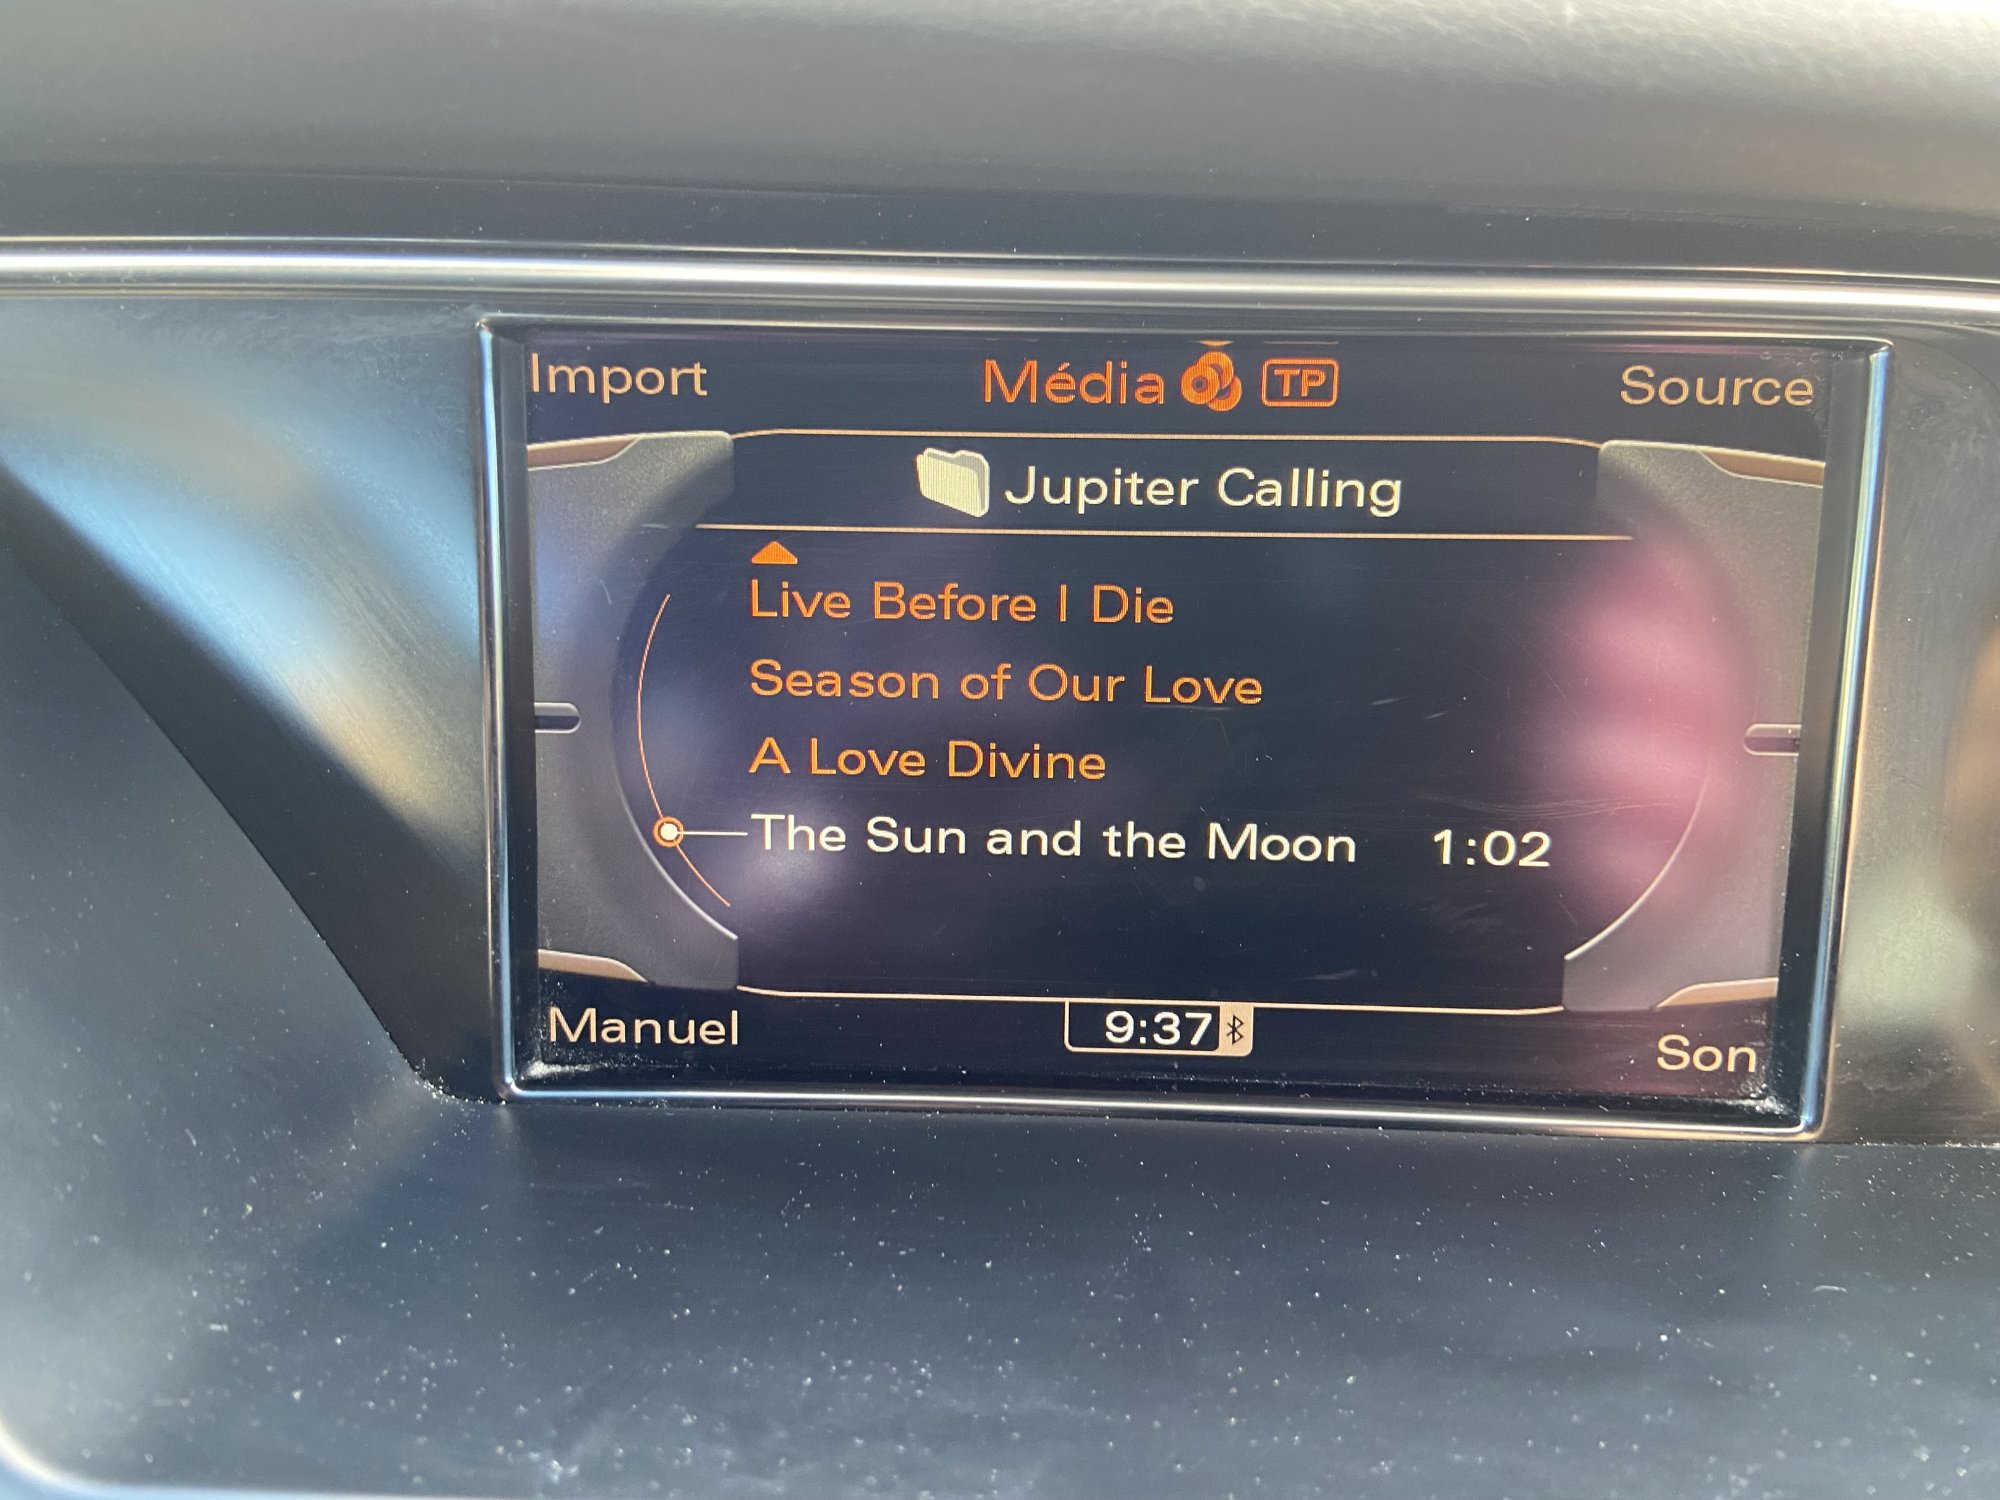 Import Média TP Source
Jupiter Calling
Live Before I Die
Season of Our Love
A Love Divine
The Sun and the Moon 1:02
Manuel 9:37 Son